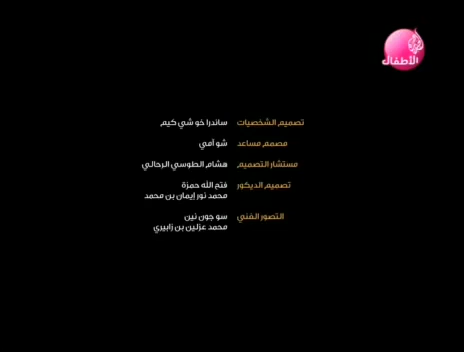 الأطفال
تصميم الشخصيات ساندرا خو شي كيم
مصمم مساعد شو آمي
مستشار التصميم هشام الطوسي الرحالي
تصميم الديكور فتح الله حمزة
محمد نور إيمان بن محمد
التصور الفني سو جون نين
محمد عزلين بن زابيري